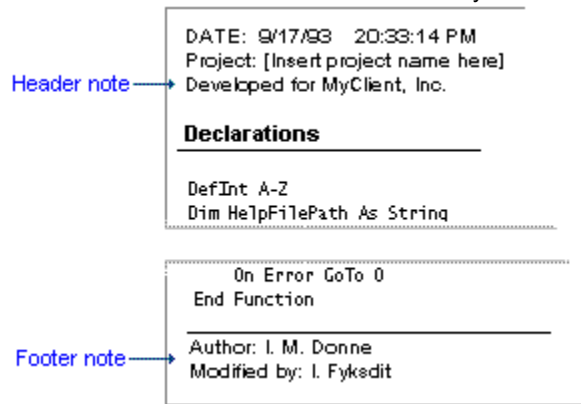 DATE: 9/17/93 20:33:14 PM
Project: [Insert project name here]
Header note
Developed for MyClient, Inc.
Declarations
DefInt A-Z
Dim HelpFilePath As String
On Error GoTo 0
End Function
Footer note
Author: I. M. Donne
Modified by: I. Fyksdit